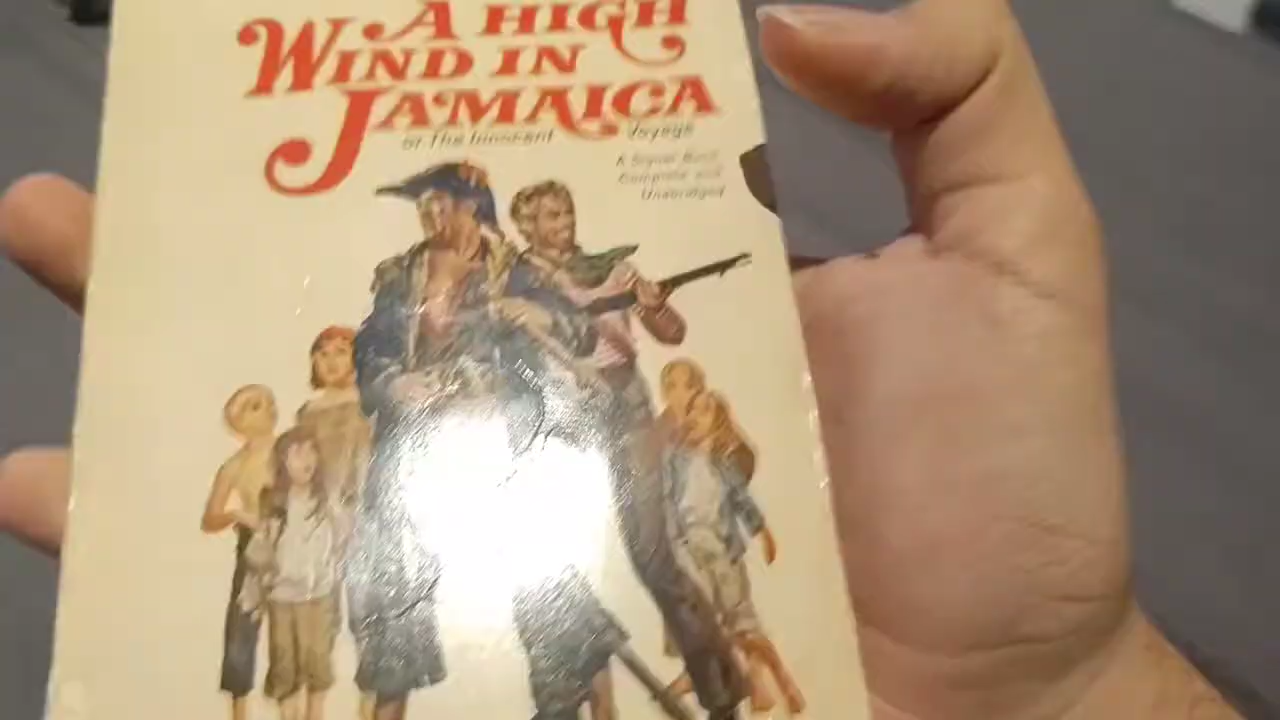 A HIGH
WIND IN
JAMAICA
or The Innocent Voyage
A Signet Book
Complete and
Unabridged